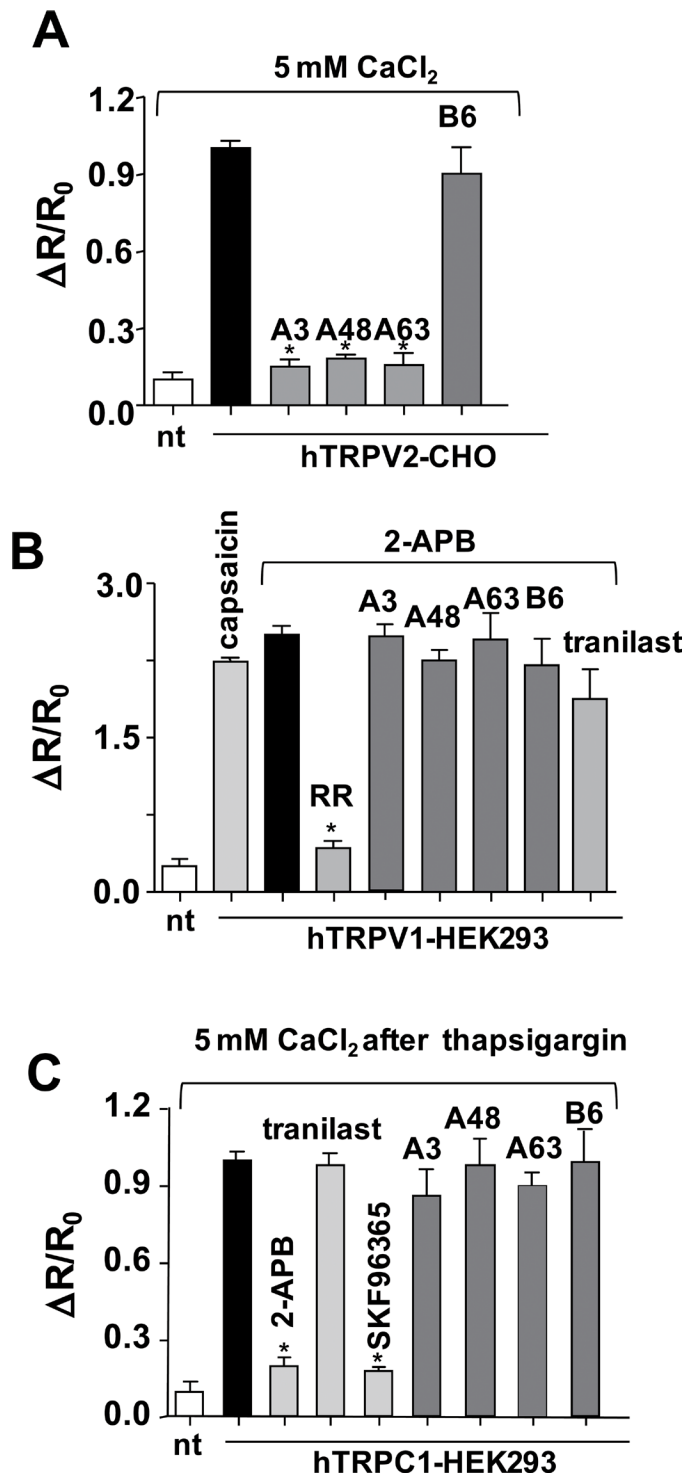 A
5 mM CaCl₂
1.2
0.9
0.6
0.3
0.0
ΔR/R₀
B6
A3 A48 A63
* * *
nt
hTRPV2-CHO
B
2-APB
3.0
1.5
0.0
ΔR/R₀
capsaicin
A3
A48
A63
B6
tranilast
RR
*
nt
hTRPV1-HEK293
C
5 mM CaCl₂ after thapsigargin
1.2
0.9
0.6
0.3
0.0
ΔR/R₀
tranilast
A3
A48
A63
B6
2-APB
*
SKF96365
*
nt
hTRPC1-HEK293